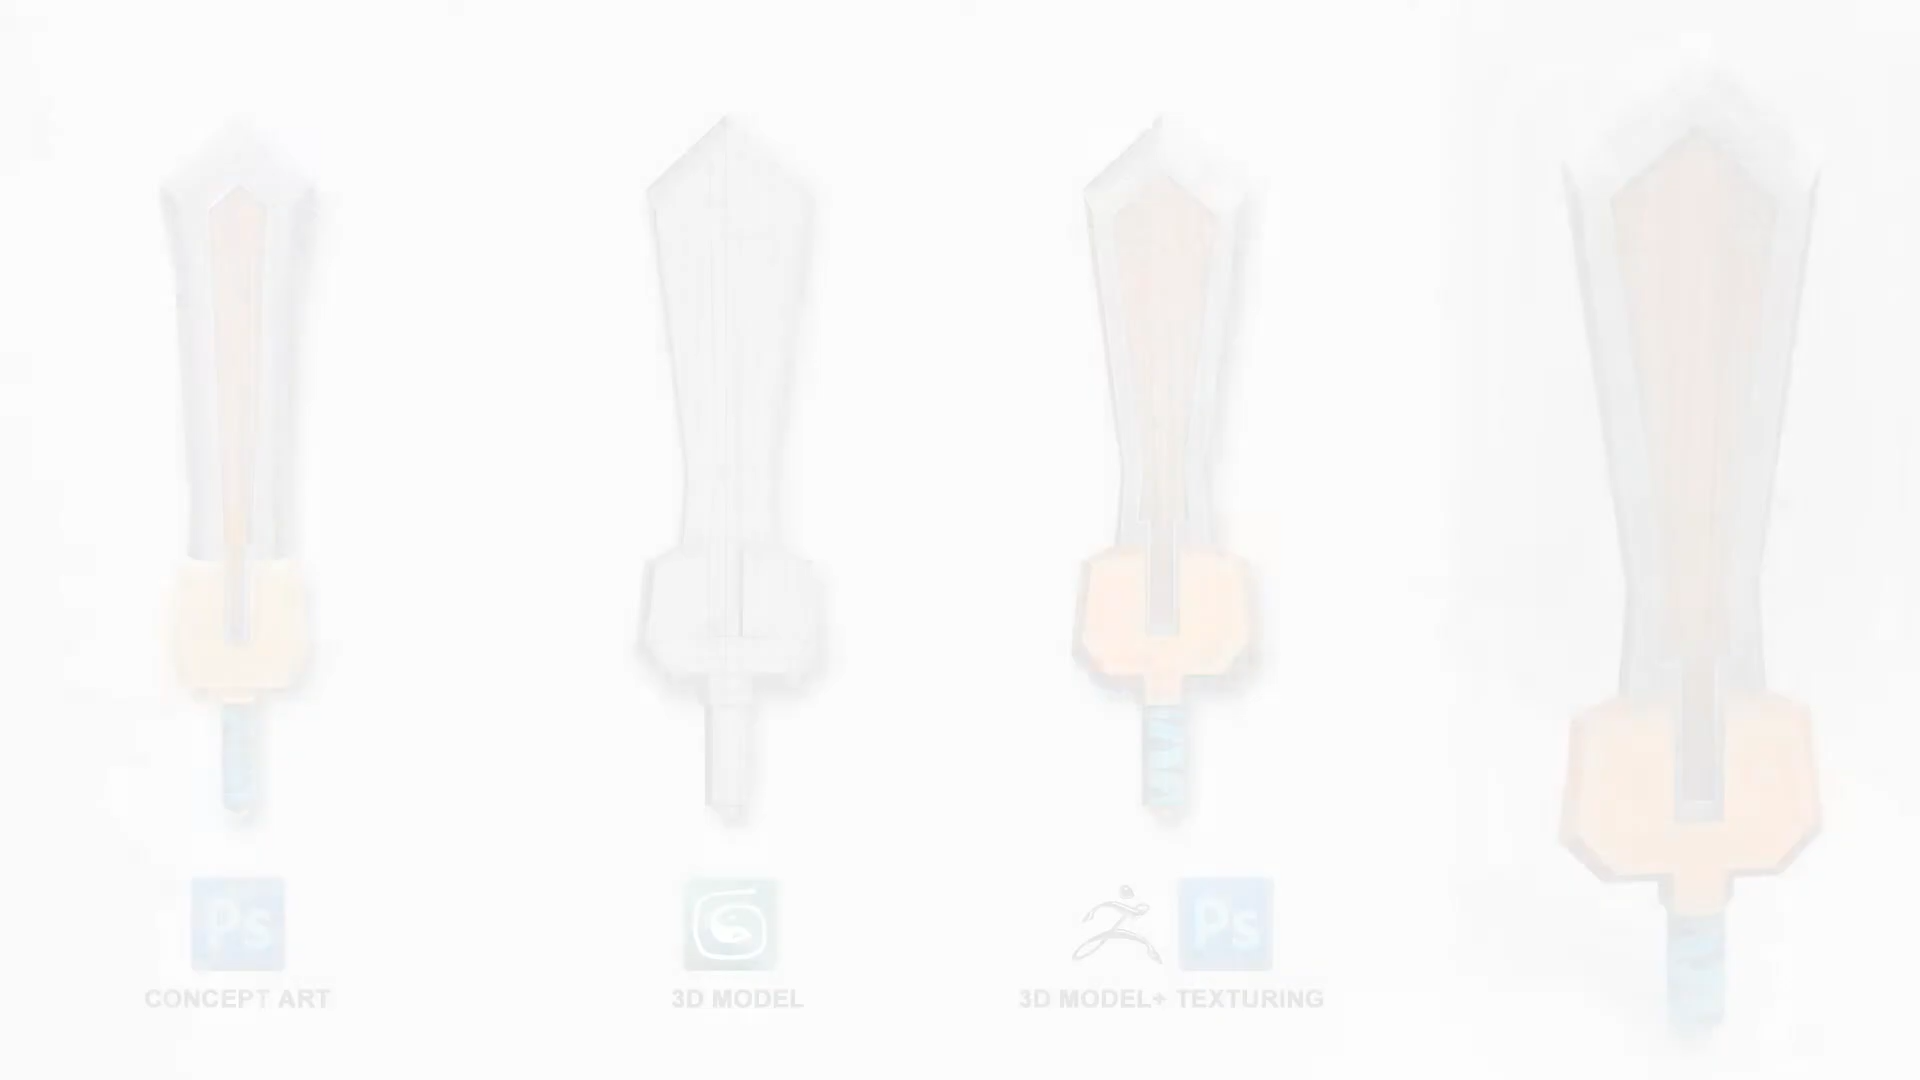 Ps
Ps
CONCEPT ART
3D MODEL
3D MODEL+ TEXTURING